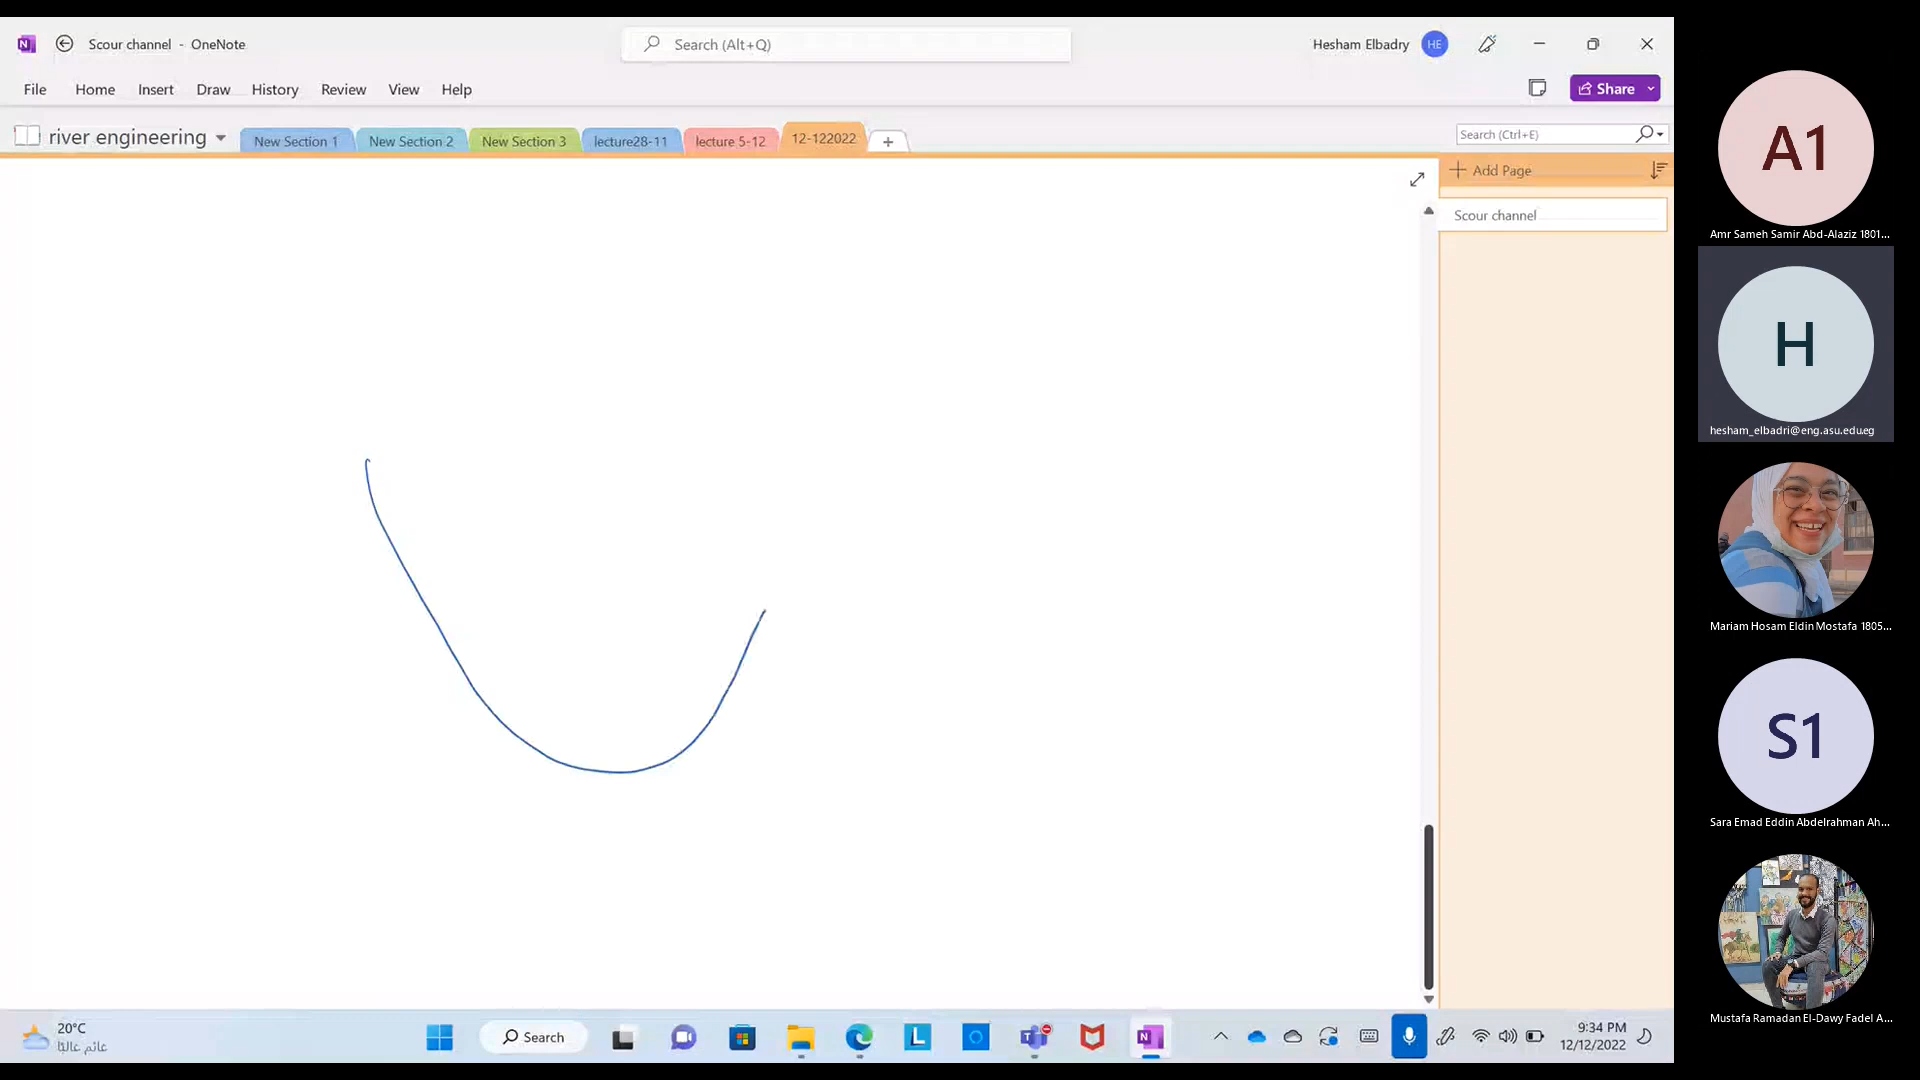 Scour channel - OneNote
Search (Alt+Q)
Hesham Elbadry
HE
File
Home
Insert
Draw
History
Review
View
Help
Share
river engineering
New Section 1
New Section 2
New Section 3
lecture28-11
lecture 5-12
12-122022
+
Search (Ctrl+E)
Add Page
Scour channel
A1
Amr Sameh Samir Abd-Alaziz 1801...
H
hesham_elbadri@eng.asu.edu.eg
Mariam Hosam Eldin Mostafa 1805...
S1
Sara Emad Eddin Abdelrahman Ah...
Mustafa Ramadan El-Dawy Fadel A...
20°C
غائم غالبًا
Search
9:34 PM
12/12/2022